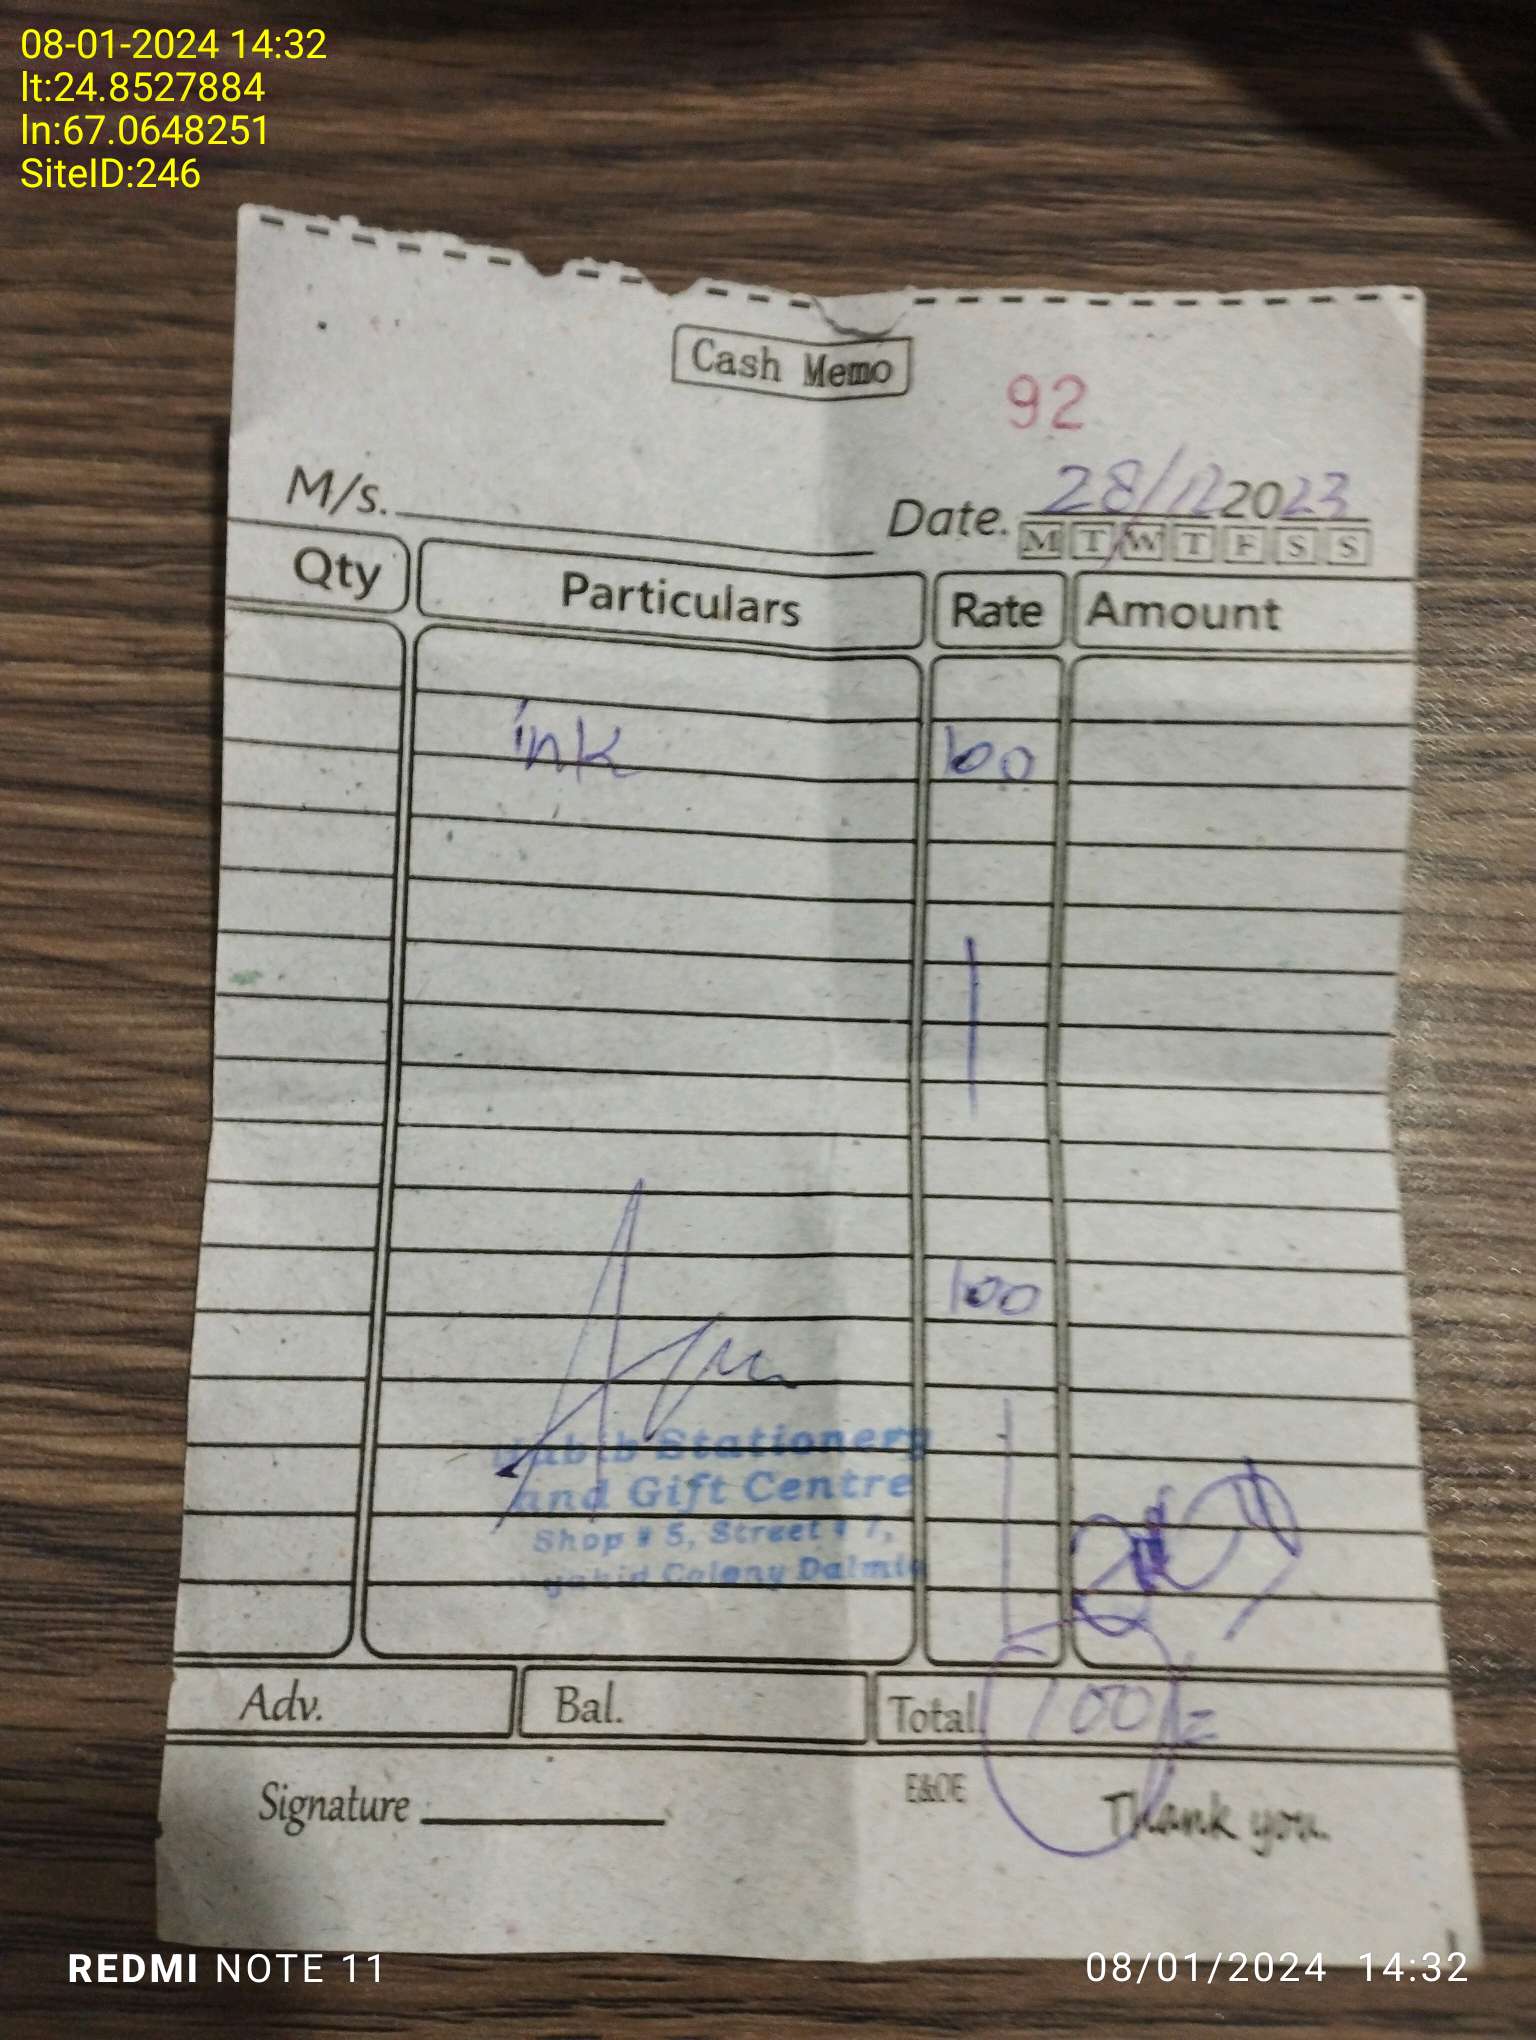 08-01-2024 14:32
lt:24.8527884
ln:67.0648251
SiteID:246
Cash Memo
92
M/s.
Date. 28/12 2023
M T W T F S S
Qty Particulars Rate Amount
ink 100
100
Habib Stationery
and Gift Centre
Shop # 5, Street # 7,
Colony Dalmia
Adv. Bal. Total 100/=
Signature E&OE Thank you.
REDMI NOTE 11 08/01/2024 14:32